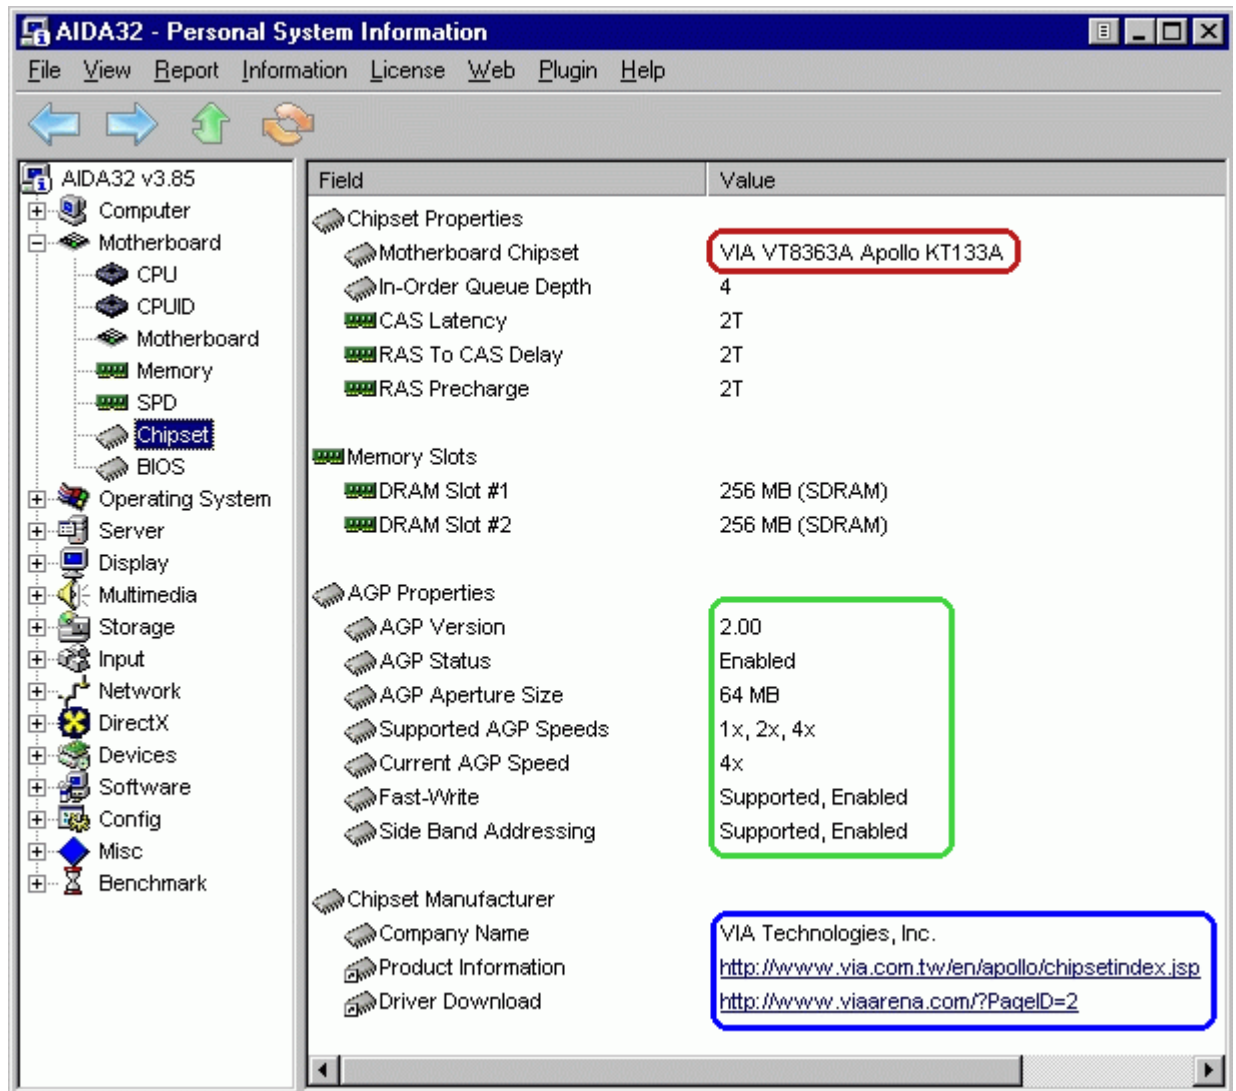 AIDA32 - Personal System Information
File View Report Information License Web Plugin Help
AIDA32 v3.85
Computer
Motherboard
CPU
CPUID
Motherboard
Memory
SPD
Chipset
BIOS
Operating System
Server
Display
Multimedia
Storage
Input
Network
DirectX
Devices
Software
Config
Misc
Benchmark
Field Value
Chipset Properties
Motherboard Chipset VIA VT8363A Apollo KT133A
In-Order Queue Depth 4
CAS Latency 2T
RAS To CAS Delay 2T
RAS Precharge 2T
Memory Slots
DRAM Slot #1 256 MB (SDRAM)
DRAM Slot #2 256 MB (SDRAM)
AGP Properties
AGP Version 2.00
AGP Status Enabled
AGP Aperture Size 64 MB
Supported AGP Speeds 1x, 2x, 4x
Current AGP Speed 4x
Fast-Write Supported, Enabled
Side Band Addressing Supported, Enabled
Chipset Manufacturer
Company Name VIA Technologies, Inc.
Product Information http://www.via.com.tw/en/apollo/chipsetindex.jsp
Driver Download http://www.viaarena.com/?PageID=2